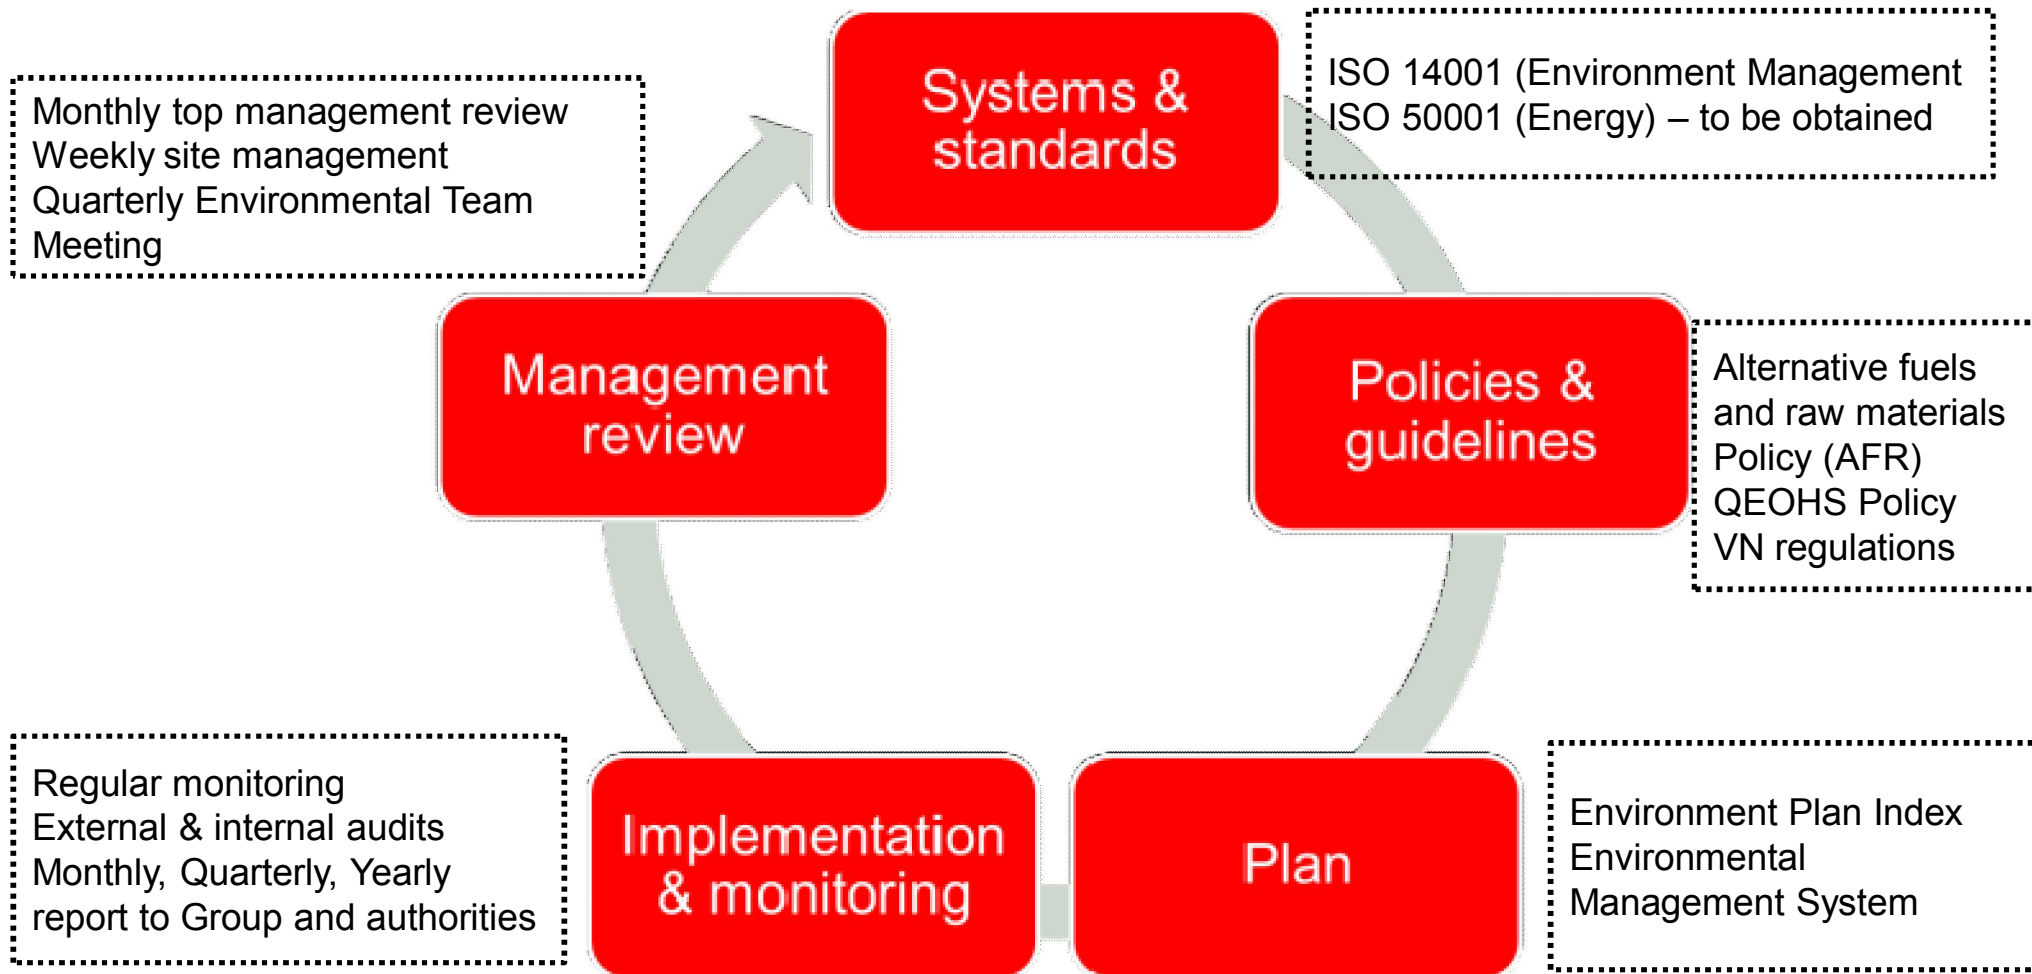 Systems &
standards
ISO 14001 (Environment Management
ISO 50001 (Energy) – to be obtained
Monthly top management review
Weekly site management
Quarterly Environmental Team
Meeting
Management
review
Policies &
guidelines
Alternative fuels
and raw materials
Policy (AFR)
QEOHS Policy
VN regulations
Regular monitoring
External & internal audits
Monthly, Quarterly, Yearly
report to Group and authorities
Implementation
& monitoring
Plan
Environment Plan Index
Environmental
Management System